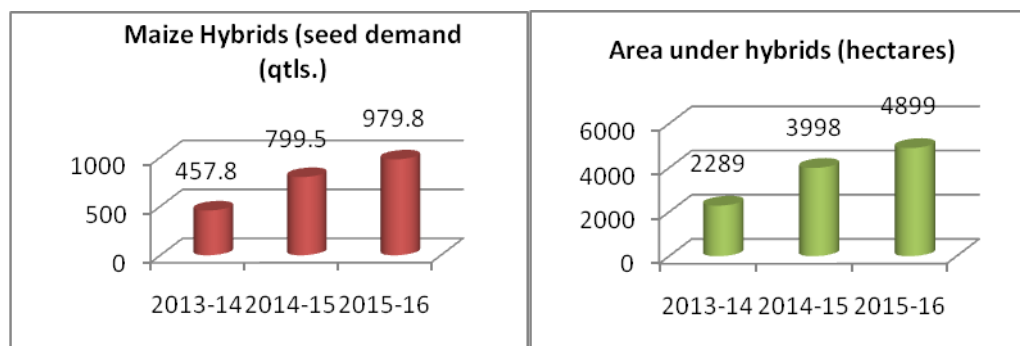 Maize Hybrids (seed demand
(qtls.)
979.8
799.5
457.8
1000
500
0
2013-14 2014-15 2015-16
Area under hybrids (hectares)
4899
3998
2289
6000
4000
2000
0
2013-14 2014-15 2015-16